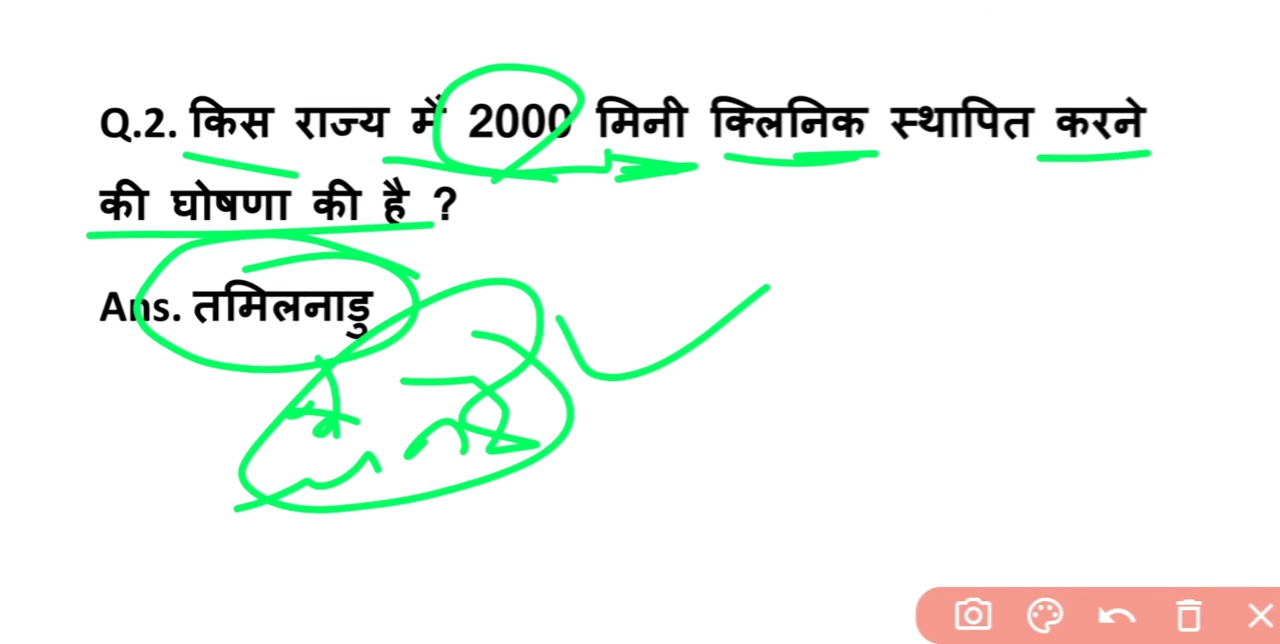 Q.2. किस राज्य में 2000 मिनी क्लिनिक स्थापित करने
की घोषणा की है ?
Ans. तमिलनाडु